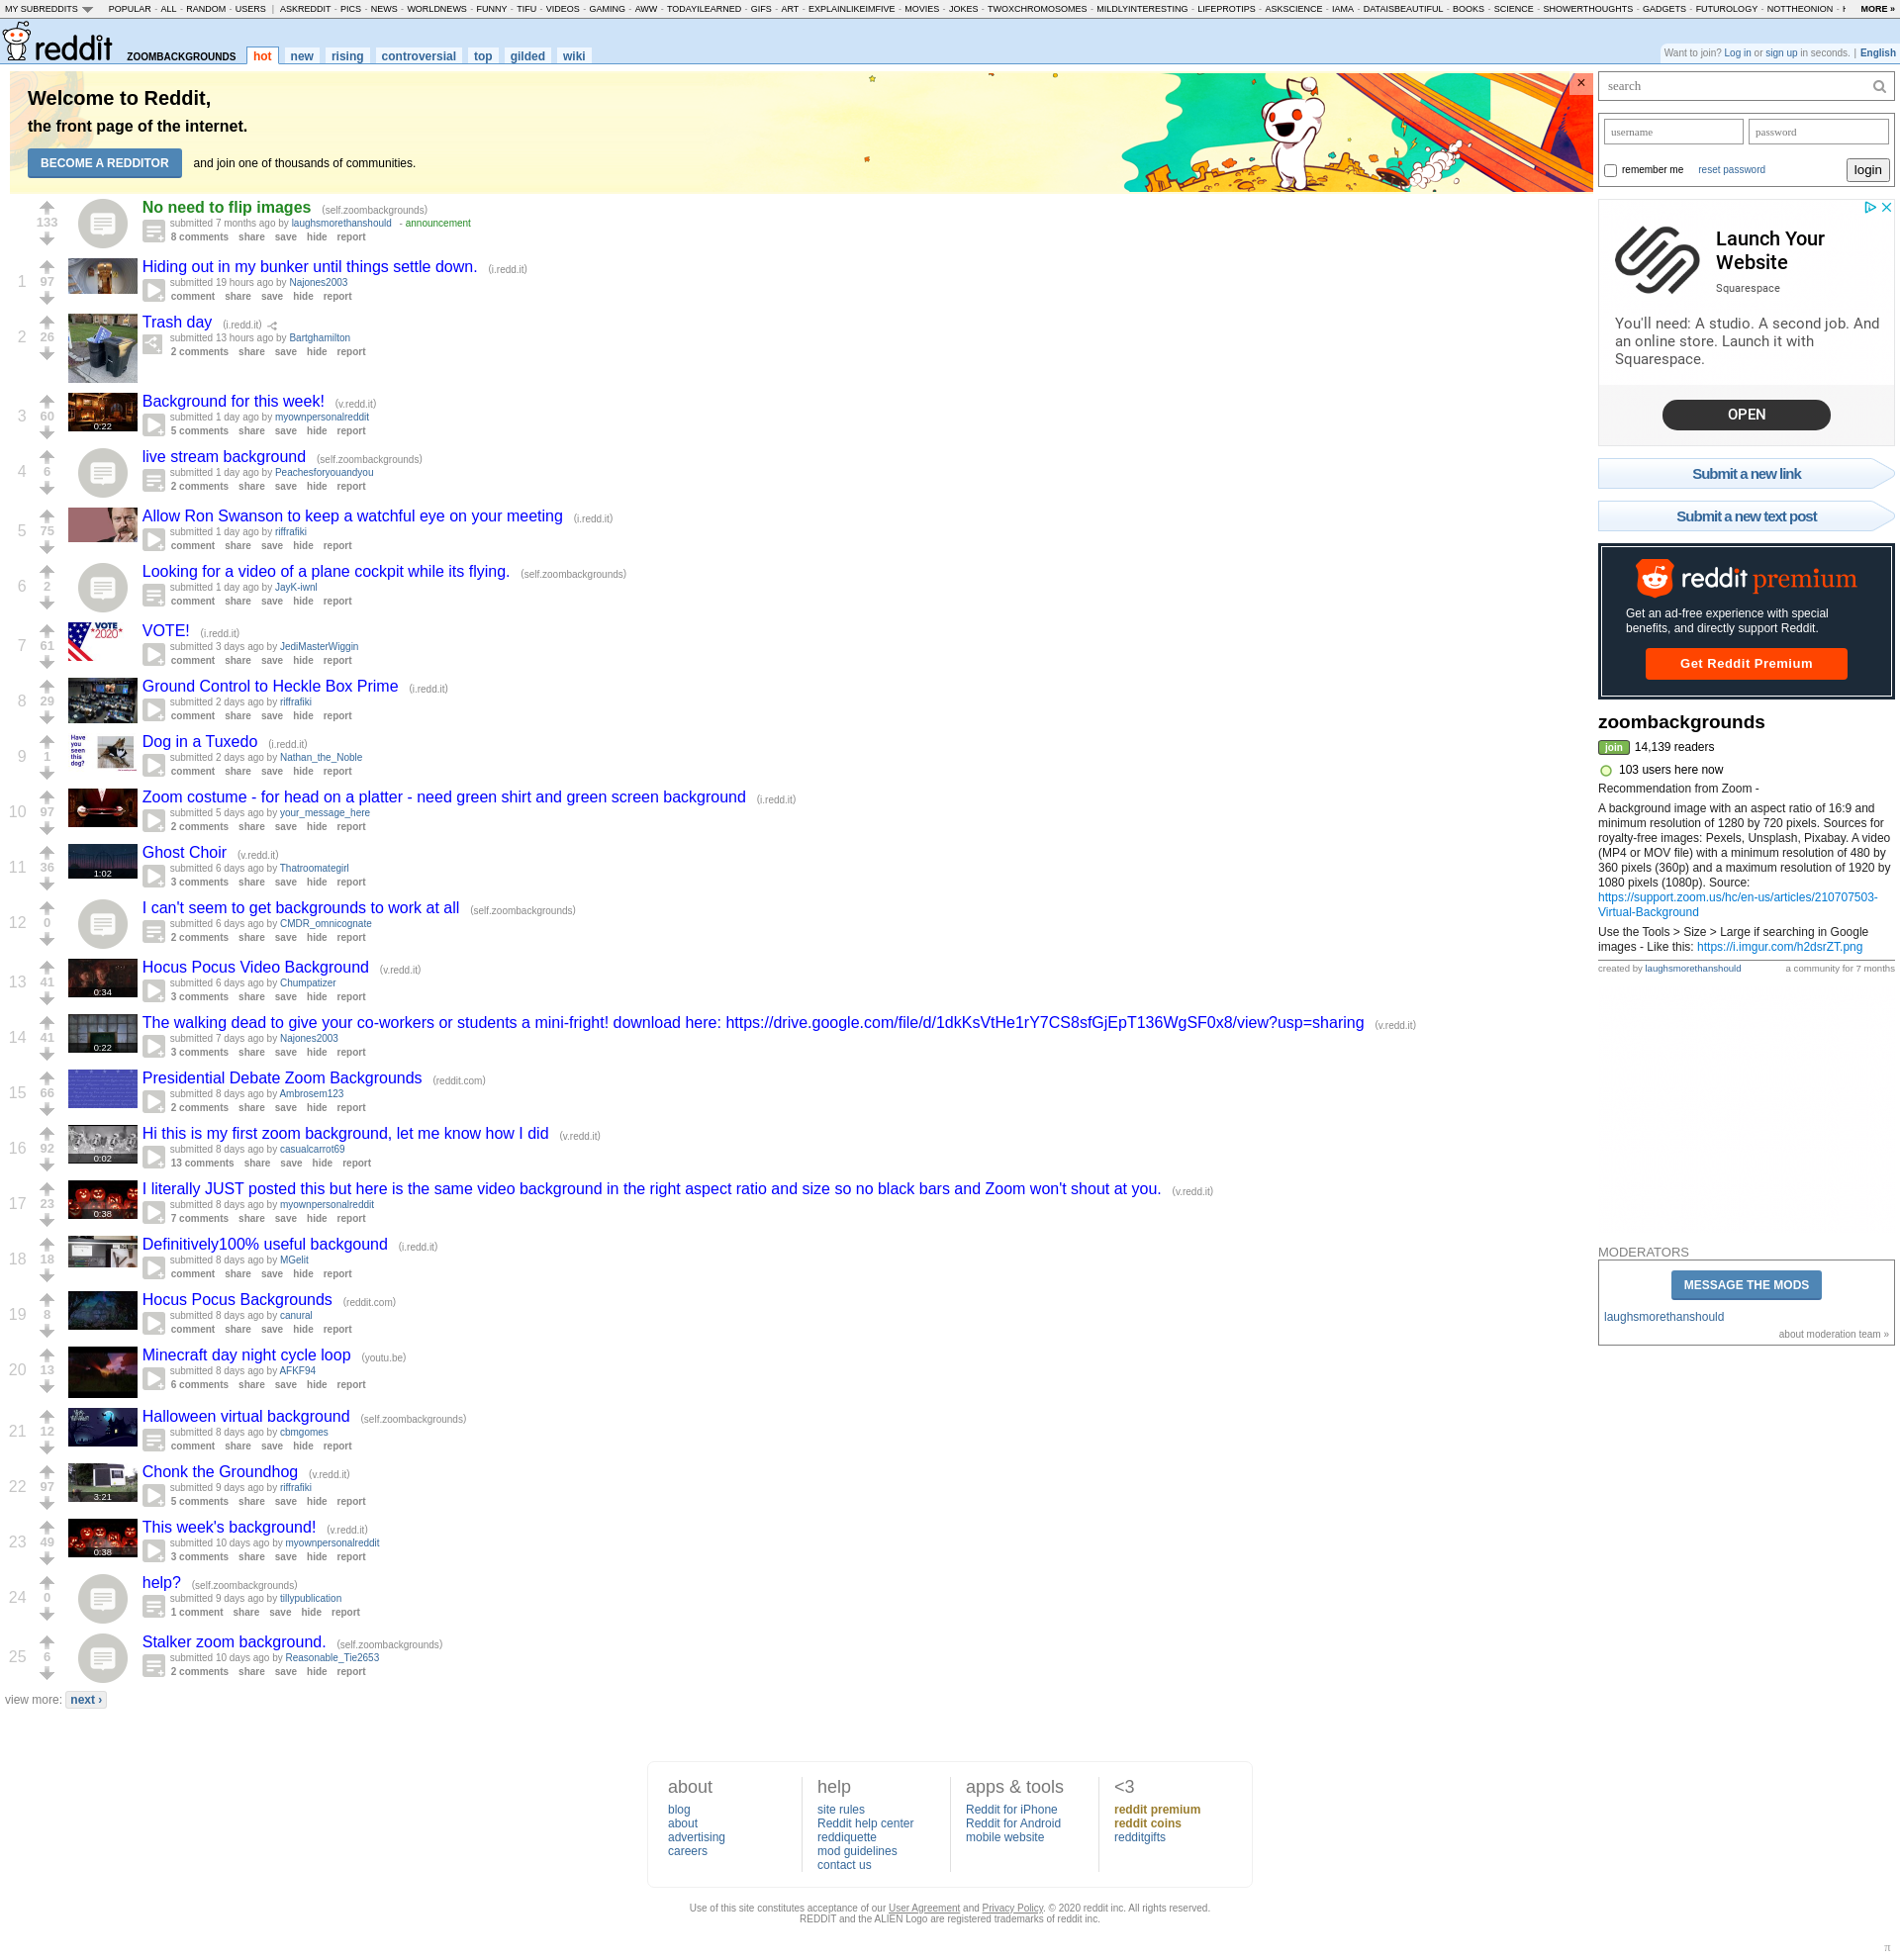 MY SUBREDDITS POPULAR - ALL - RANDOM - USERS | ASKREDDIT - PICS - NEWS - WORLDNEWS - FUNNY - TIFU - VIDEOS - GAMING - AWW - TODAYILEARNED - GIFS - ART - EXPLAINLIKEIMFIVE - MOVIES - JOKES - TWOXCHROMOSOMES - MILDLYINTERESTING - LIFEPROTIPS - ASKSCIENCE - IAMA - DATAISBEAUTIFUL - BOOKS - SCIENCE - SHOWERTHOUGHTS - GADGETS - FUTUROLOGY - NOTTHEONION - MORE »
reddit ZOOMBACKGROUNDS hot new rising controversial top gilded wiki
Want to join? Log in or sign up in seconds. | English
Welcome to Reddit,
the front page of the internet.
BECOME A REDDITOR and join one of thousands of communities.
×
133
No need to flip images (self.zoombackgrounds)
submitted 7 months ago by laughsmorethanshould - announcement
8 comments share save hide report
1 97
Hiding out in my bunker until things settle down. (i.redd.it)
submitted 19 hours ago by Najones2003
comment share save hide report
2 26
Trash day (i.redd.it)
submitted 13 hours ago by Bartghamilton
2 comments share save hide report
3 60
0:22
Background for this week! (v.redd.it)
submitted 1 day ago by myownpersonalreddit
5 comments share save hide report
4 6
live stream background (self.zoombackgrounds)
submitted 1 day ago by Peachesforyouandyou
2 comments share save hide report
5 75
Allow Ron Swanson to keep a watchful eye on your meeting (i.redd.it)
submitted 1 day ago by riffrafiki
comment share save hide report
6 2
Looking for a video of a plane cockpit while its flying. (self.zoombackgrounds)
submitted 1 day ago by JayK-iwnl
comment share save hide report
7 61
VOTE
2020
VOTE! (i.redd.it)
submitted 3 days ago by JediMasterWiggin
comment share save hide report
8 29
Ground Control to Heckle Box Prime (i.redd.it)
submitted 2 days ago by riffrafiki
comment share save hide report
9 1
Have
you
seen
this
dog?
Dog in a Tuxedo (i.redd.it)
submitted 2 days ago by Nathan_the_Noble
comment share save hide report
10 97
Zoom costume - for head on a platter - need green shirt and green screen background (i.redd.it)
submitted 5 days ago by your_message_here
2 comments share save hide report
11 36
1:02
Ghost Choir (v.redd.it)
submitted 6 days ago by Thatroomategirl
3 comments share save hide report
12 0
I can't seem to get backgrounds to work at all (self.zoombackgrounds)
submitted 6 days ago by CMDR_omnicognate
2 comments share save hide report
13 41
0:34
Hocus Pocus Video Background (v.redd.it)
submitted 6 days ago by Chumpatizer
3 comments share save hide report
14 41
0:22
The walking dead to give your co-workers or students a mini-fright! download here: https://drive.google.com/file/d/1dkKsVtHe1rY7CS8sfGjEpT136WgSF0x8/view?usp=sharing (v.redd.it)
submitted 7 days ago by Najones2003
3 comments share save hide report
15 66
Presidential Debate Zoom Backgrounds (reddit.com)
submitted 8 days ago by Ambrosem123
2 comments share save hide report
16 92
0:02
Hi this is my first zoom background, let me know how I did (v.redd.it)
submitted 8 days ago by casualcarrot69
13 comments share save hide report
17 23
0:38
I literally JUST posted this but here is the same video background in the right aspect ratio and size so no black bars and Zoom won't shout at you. (v.redd.it)
submitted 8 days ago by myownpersonalreddit
7 comments share save hide report
18 18
Definitively100% useful backgound (i.redd.it)
submitted 8 days ago by MGelit
comment share save hide report
19 8
Hocus Pocus Backgrounds (reddit.com)
submitted 8 days ago by canural
comment share save hide report
20 13
Minecraft day night cycle loop (youtu.be)
submitted 8 days ago by AFKF94
6 comments share save hide report
21 12
Halloween virtual background (self.zoombackgrounds)
submitted 8 days ago by cbmgomes
comment share save hide report
22 97
3:21
Chonk the Groundhog (v.redd.it)
submitted 9 days ago by riffrafiki
5 comments share save hide report
23 49
0:38
This week's background! (v.redd.it)
submitted 10 days ago by myownpersonalreddit
3 comments share save hide report
24 0
help? (self.zoombackgrounds)
submitted 9 days ago by tillypublication
1 comment share save hide report
25 6
Stalker zoom background. (self.zoombackgrounds)
submitted 10 days ago by Reasonable_Tie2653
2 comments share save hide report
view more: next ›
search
username password
remember me reset password login
Launch Your
Website
Squarespace
You'll need: A studio. A second job. And
an online store. Launch it with
Squarespace.
OPEN
Submit a new link
Submit a new text post
reddit premium
Get an ad-free experience with special
benefits, and directly support Reddit.
Get Reddit Premium
zoombackgrounds
join 14,139 readers
103 users here now
Recommendation from Zoom -
A background image with an aspect ratio of 16:9 and
minimum resolution of 1280 by 720 pixels. Sources for
royalty-free images: Pexels, Unsplash, Pixabay. A video
(MP4 or MOV file) with a minimum resolution of 480 by
360 pixels (360p) and a maximum resolution of 1920 by
1080 pixels (1080p). Source:
https://support.zoom.us/hc/en-us/articles/210707503-
Virtual-Background
Use the Tools > Size > Large if searching in Google
images - Like this: https://i.imgur.com/h2dsrZT.png
created by laughsmorethanshould a community for 7 months
MODERATORS
MESSAGE THE MODS
laughsmorethanshould
about moderation team »
about
blog
about
advertising
careers
help
site rules
Reddit help center
reddiquette
mod guidelines
contact us
apps & tools
Reddit for iPhone
Reddit for Android
mobile website
<3
reddit premium
reddit coins
redditgifts
Use of this site constitutes acceptance of our User Agreement and Privacy Policy. © 2020 reddit inc. All rights reserved.
REDDIT and the ALIEN Logo are registered trademarks of reddit inc.
π